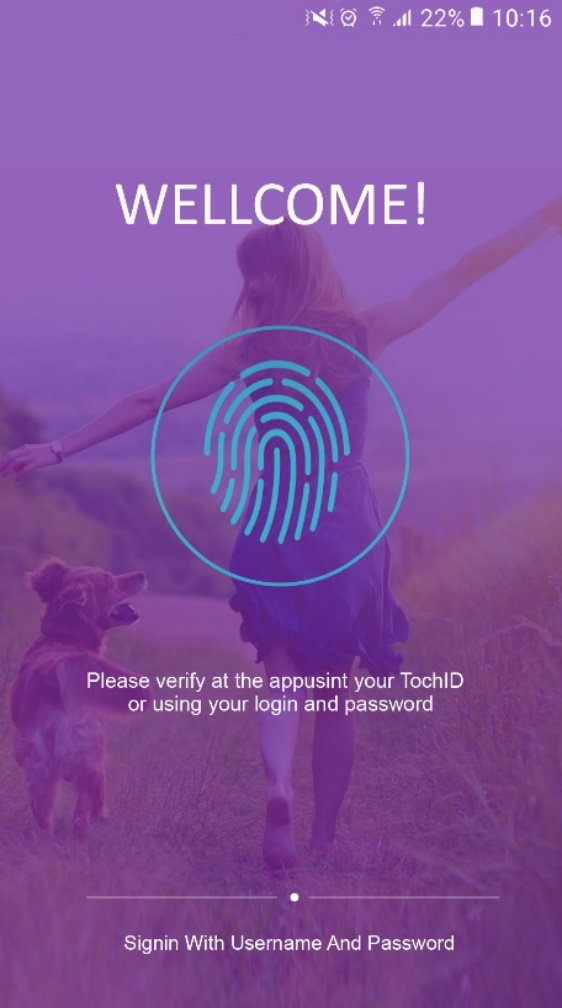 22% 10:16
WELLCOME!
Please verify at the appusint your TochID
or using your login and password
Signin With Username And Password